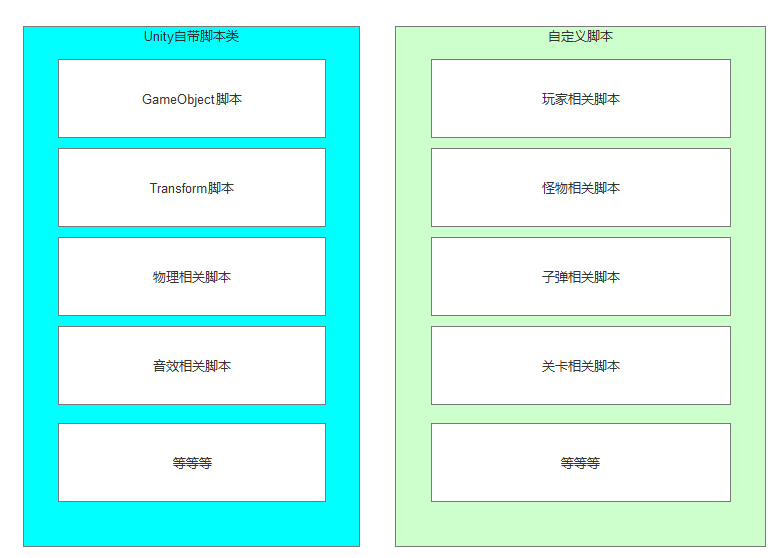 Unity自带脚本类
GameObject脚本
Transform脚本
物理相关脚本
音效相关脚本
等等等
自定义脚本
玩家相关脚本
怪物相关脚本
子弹相关脚本
关卡相关脚本
等等等